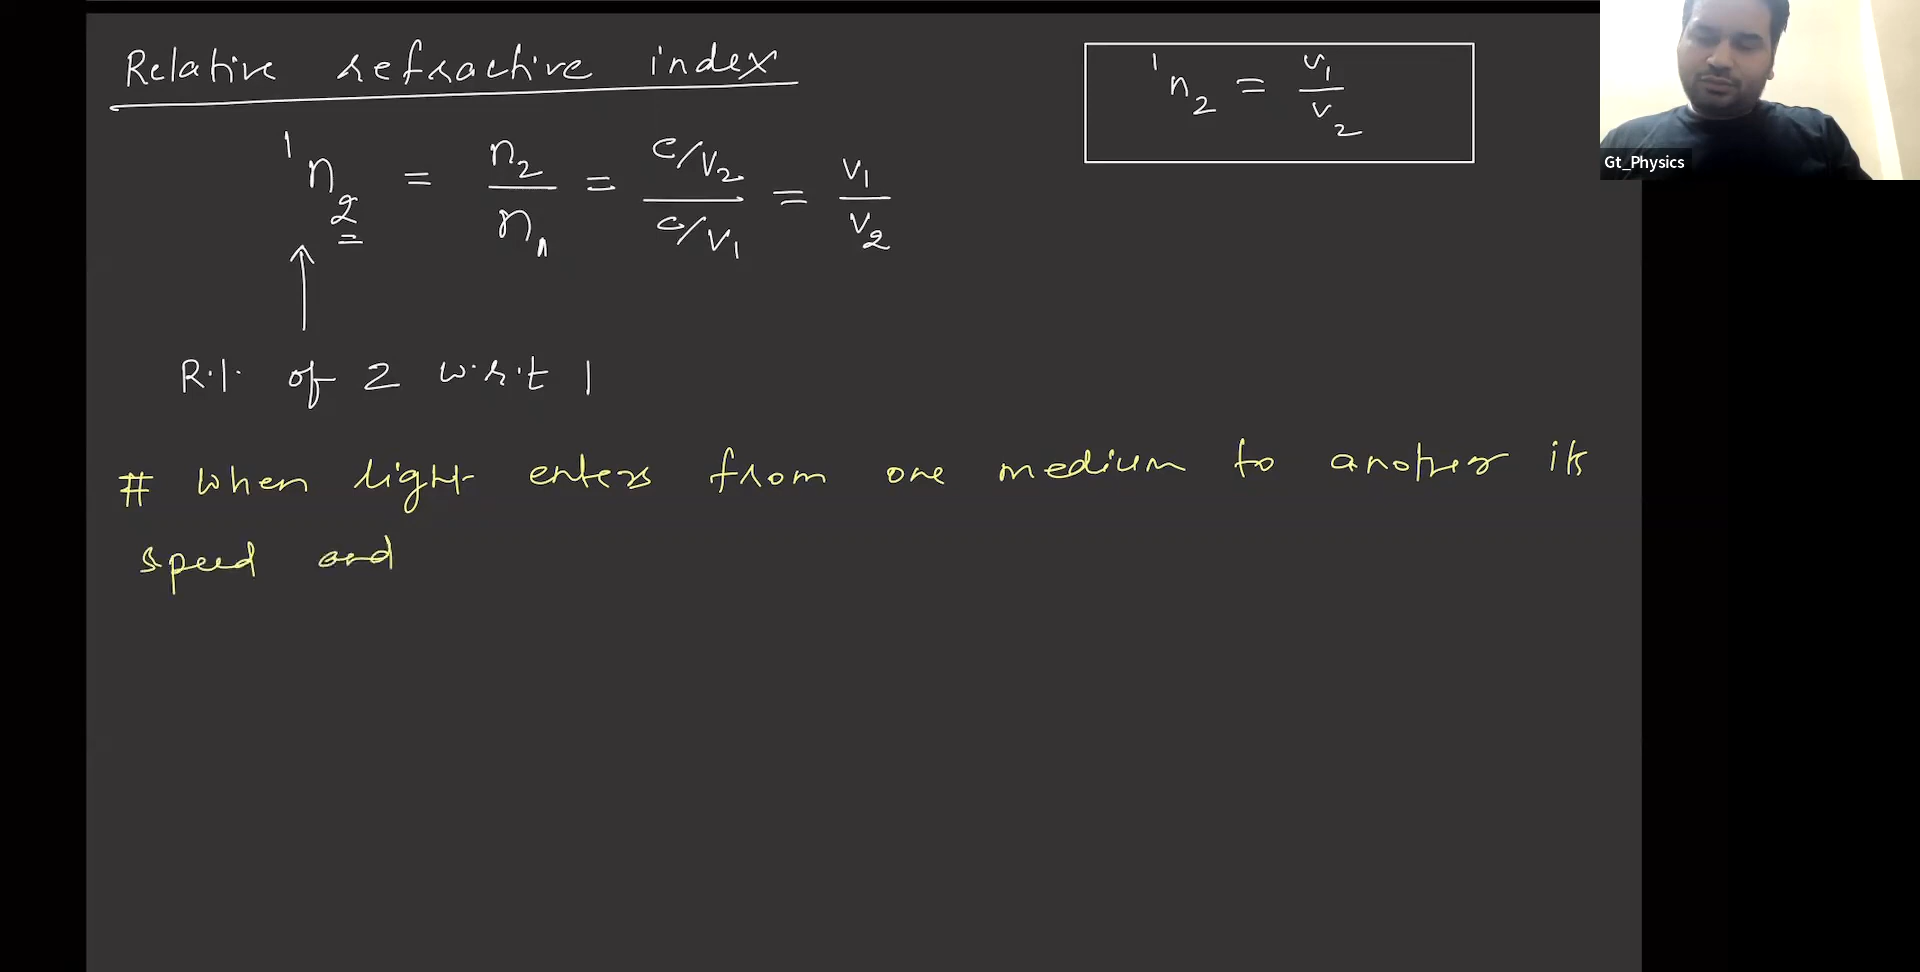 Relative refractive index
¹n₂ = v₁/v₂
Gt_Physics
¹n₂ = n₂/n₁ = (c/v₂)/(c/v₁) = v₁/v₂
R.I. of 2 w.r.t 1
# When light enters from one medium to another its
speed and